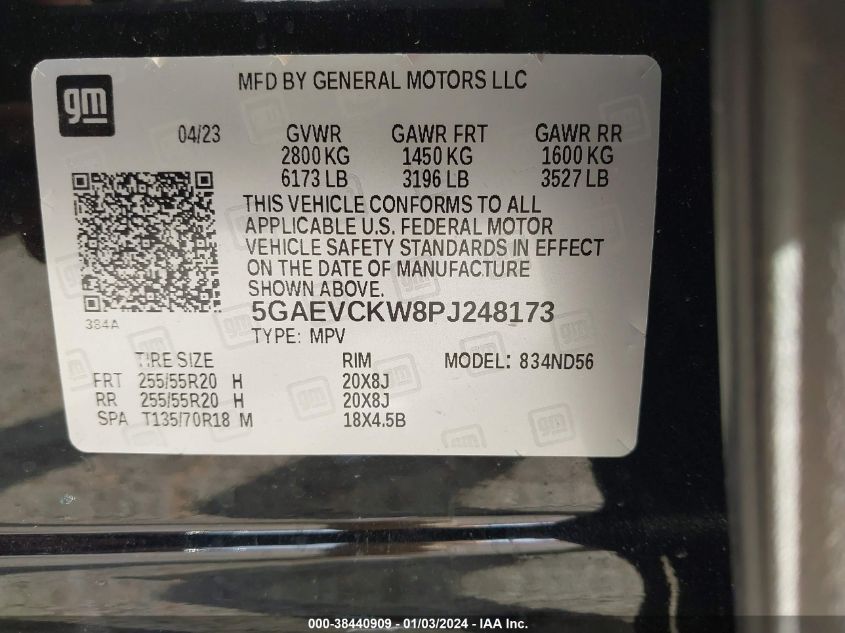 gm
MFD BY GENERAL MOTORS LLC
04/23 GVWR GAWR FRT GAWR RR
2800 KG 1450 KG 1600 KG
6173 LB 3196 LB 3527 LB
THIS VEHICLE CONFORMS TO ALL
APPLICABLE U.S. FEDERAL MOTOR
VEHICLE SAFETY STANDARDS IN EFFECT
ON THE DATE OF MANUFACTURE
SHOWN ABOVE.
384A
5GAEVCKW8PJ248173
TYPE: MPV
TIRE SIZE RIM MODEL: 834ND56
FRT 255/55R20 H 20X8J
RR 255/55R20 H 20X8J
SPA T135/70R18 M 18X4.5B
000-38440909 - 01/03/2024 - IAA Inc.